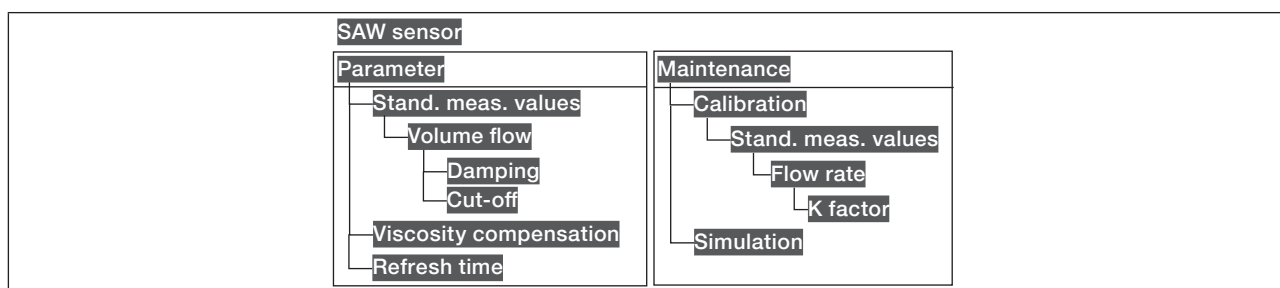 SAW sensor
Parameter
Stand. meas. values
Volume flow
Damping
Cut-off
Viscosity compensation
Refresh time
Maintenance
Calibration
Stand. meas. values
Flow rate
K factor
Simulation